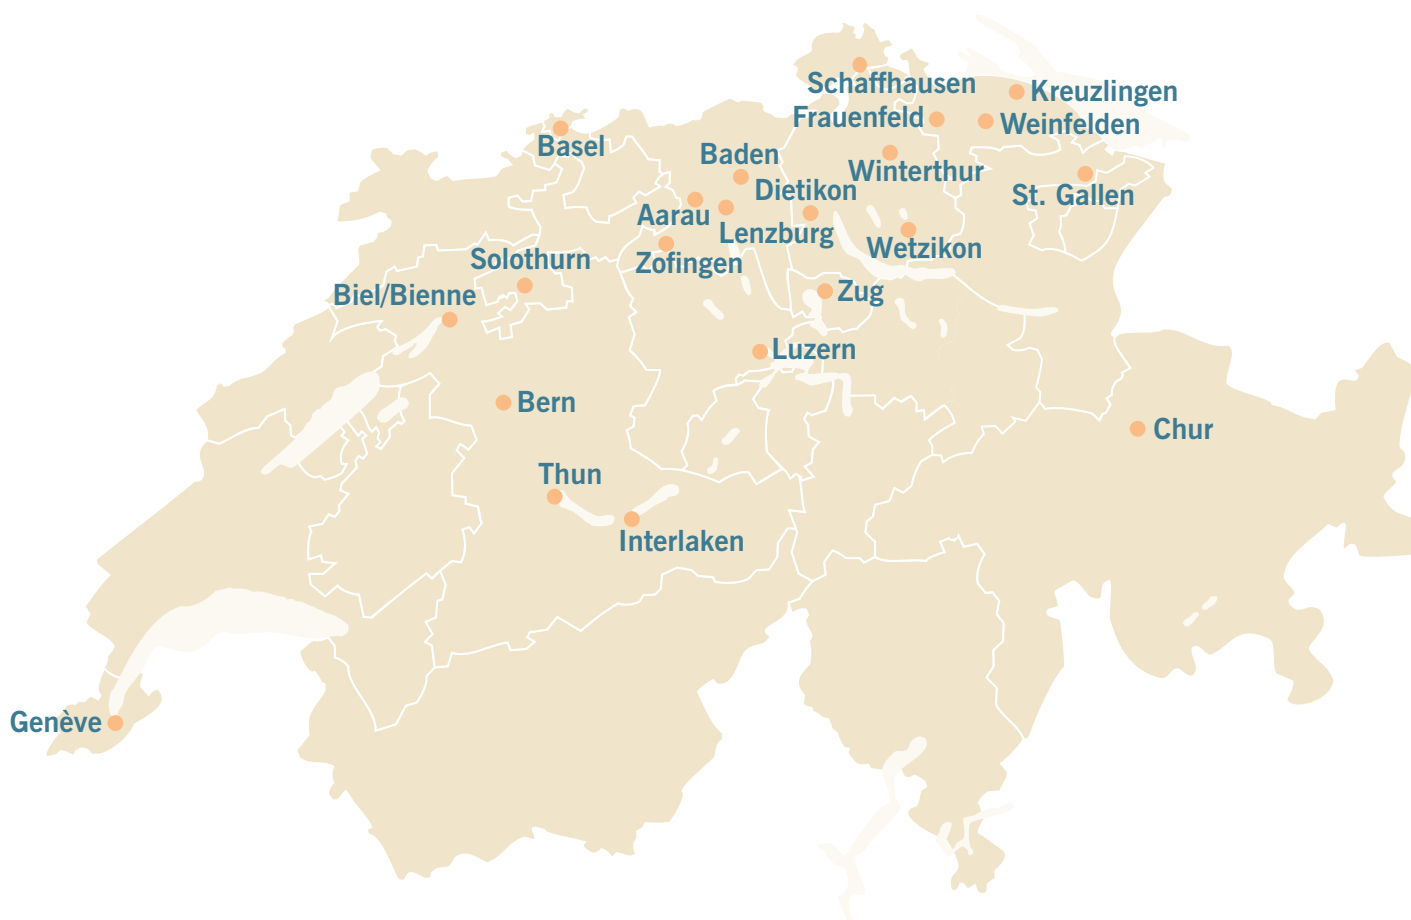 Schaffhausen
Kreuzlingen
Frauenfeld
Weinfelden
Basel
Baden
Winterthur
Dietikon
St. Gallen
Aarau
Lenzburg
Wetzikon
Solothurn
Zofingen
Biel/Bienne
Zug
Luzern
Bern
Chur
Thun
Interlaken
Genève